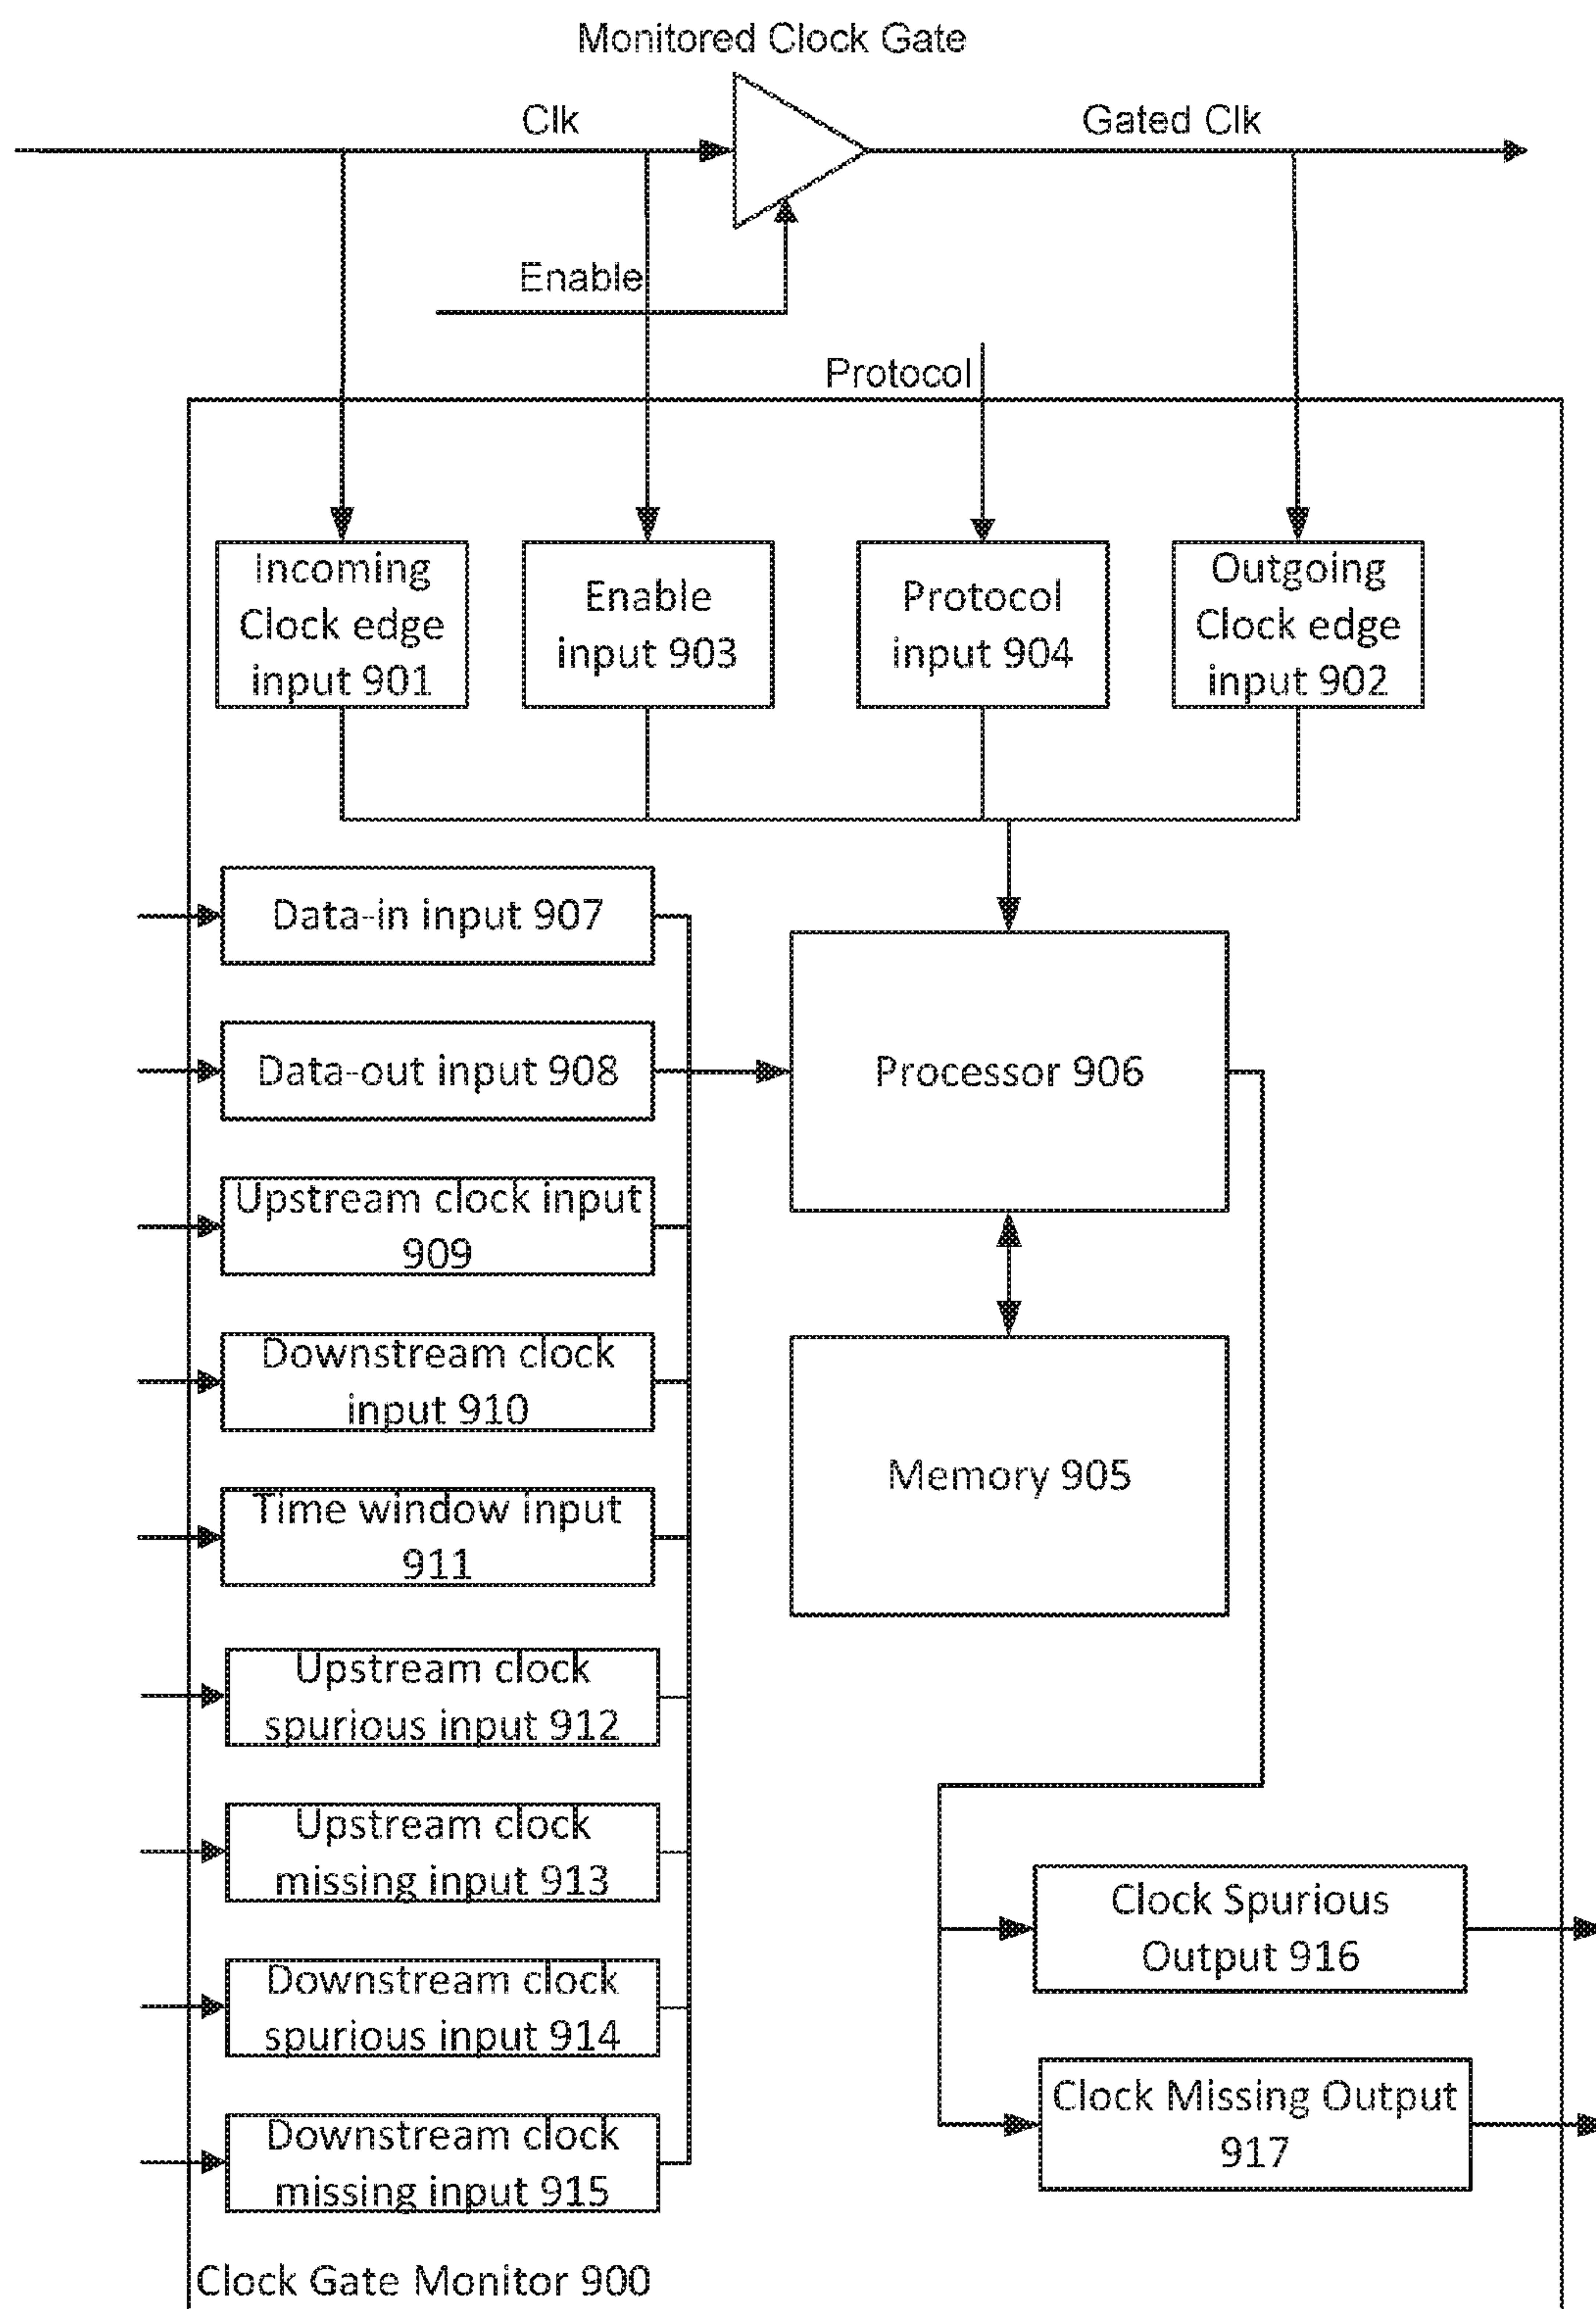 Monitored Clock Gate
Clk
Gated Clk
Enable
Protocol
Incoming
Clock edge
input 901
Enable
input 903
Protocol
input 904
Outgoing
Clock edge
input 902
Data-in input 907
Data-out input 908
Processor 906
Upstream clock input
909
Downstream clock
input 910
Memory 905
Time window input
911
Upstream clock
spurious input 912
Upstream clock
missing input 913
Clock Spurious
Output 916
Downstream clock
spurious input 914
Clock Missing Output
917
Downstream clock
missing input 915
Clock Gate Monitor 900